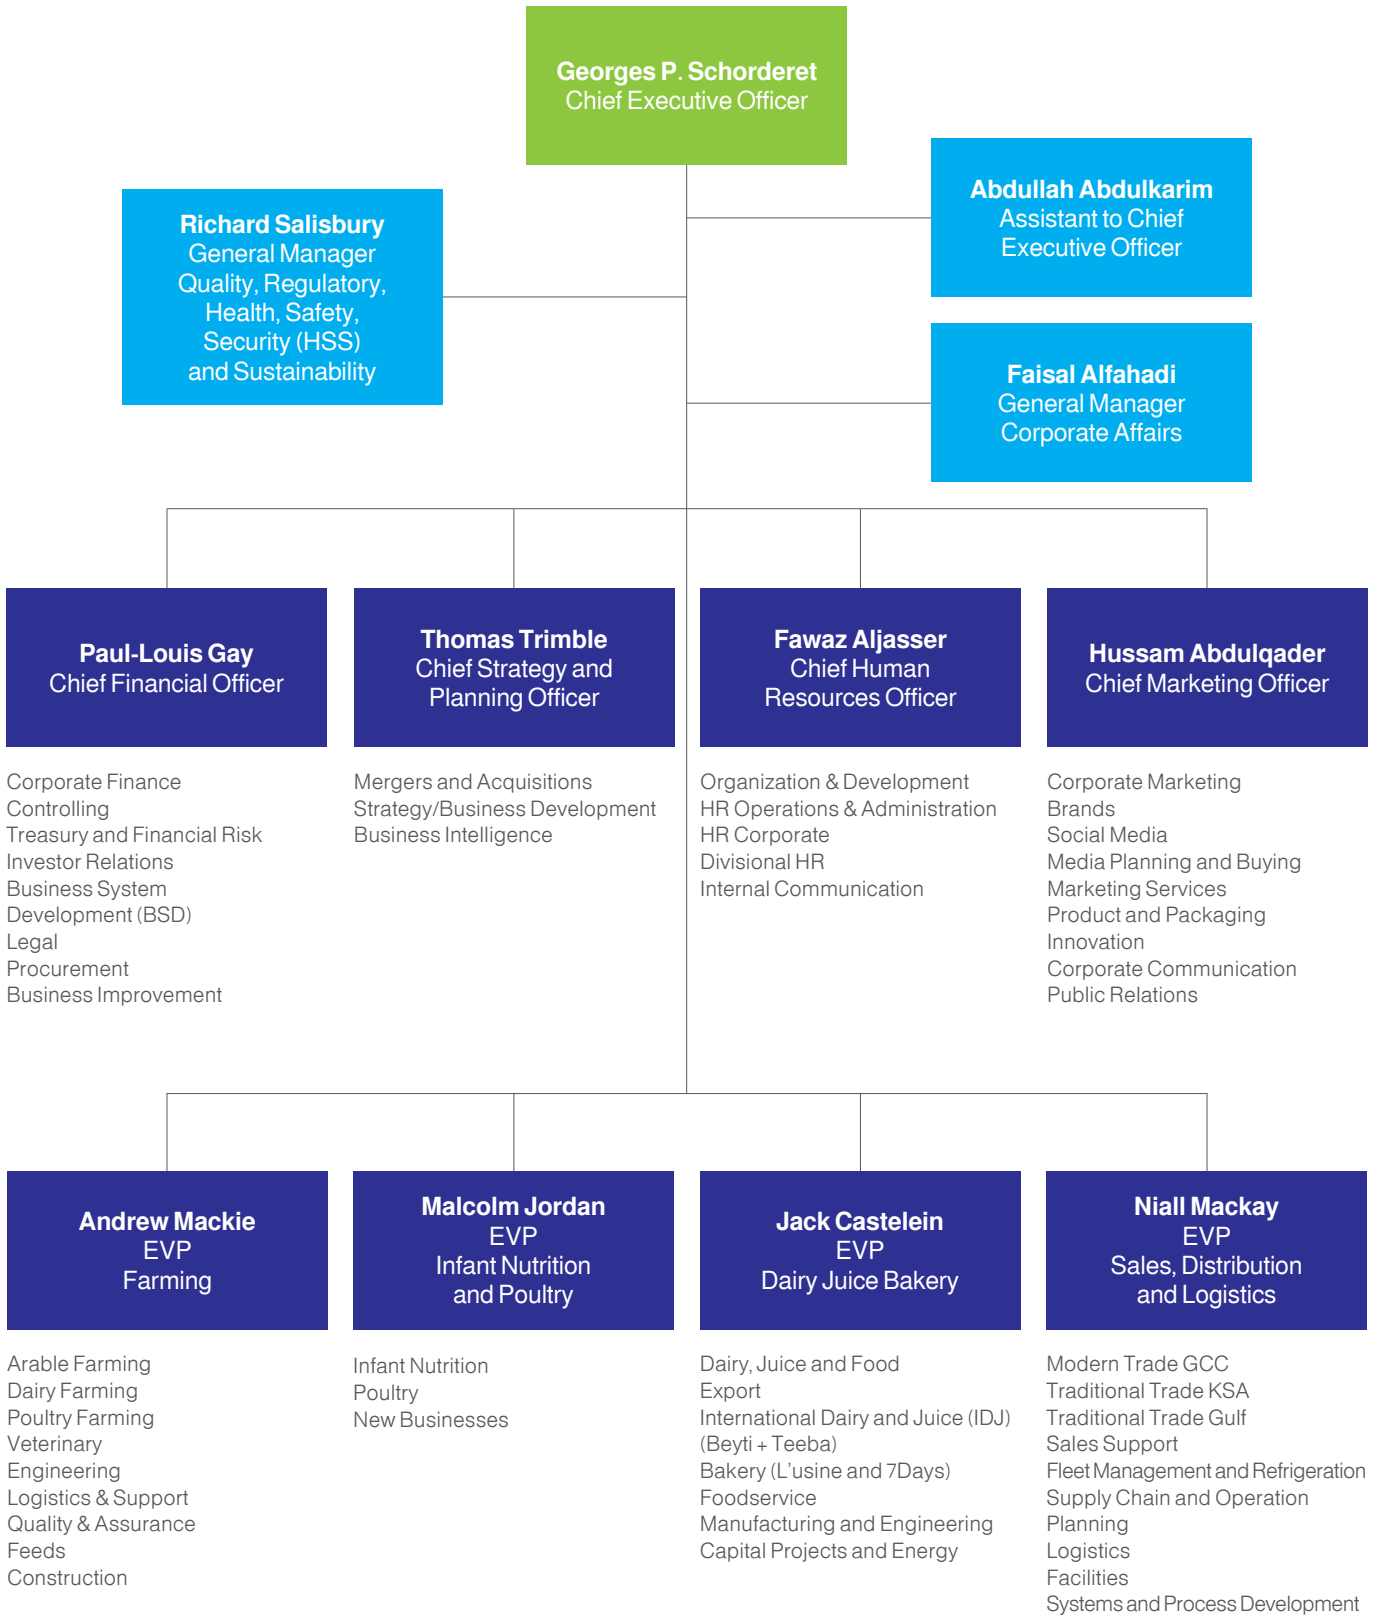 Georges P. Schorderet
Chief Executive Officer
Abdullah Abdulkarim
Assistant to Chief
Executive Officer
Richard Salisbury
General Manager
Quality, Regulatory,
Health, Safety,
Security (HSS)
and Sustainability
Faisal Alfahadi
General Manager
Corporate Affairs
Paul-Louis Gay
Chief Financial Officer
Corporate Finance
Controlling
Treasury and Financial Risk
Investor Relations
Business System
Development (BSD)
Legal
Procurement
Business Improvement
Thomas Trimble
Chief Strategy and
Planning Officer
Mergers and Acquisitions
Strategy/Business Development
Business Intelligence
Fawaz Aljasser
Chief Human
Resources Officer
Organization & Development
HR Operations & Administration
HR Corporate
Divisional HR
Internal Communication
Hussam Abdulqader
Chief Marketing Officer
Corporate Marketing
Brands
Social Media
Media Planning and Buying
Marketing Services
Product and Packaging
Innovation
Corporate Communication
Public Relations
Andrew Mackie
EVP
Farming
Arable Farming
Dairy Farming
Poultry Farming
Veterinary
Engineering
Logistics & Support
Quality & Assurance
Feeds
Construction
Malcolm Jordan
EVP
Infant Nutrition
and Poultry
Infant Nutrition
Poultry
New Businesses
Jack Castelein
EVP
Dairy Juice Bakery
Dairy, Juice and Food
Export
International Dairy and Juice (IDJ)
(Beyti + Teeba)
Bakery (L'usine and 7Days)
Foodservice
Manufacturing and Engineering
Capital Projects and Energy
Niall Mackay
EVP
Sales, Distribution
and Logistics
Modern Trade GCC
Traditional Trade KSA
Traditional Trade Gulf
Sales Support
Fleet Management and Refrigeration
Supply Chain and Operation
Planning
Logistics
Facilities
Systems and Process Development